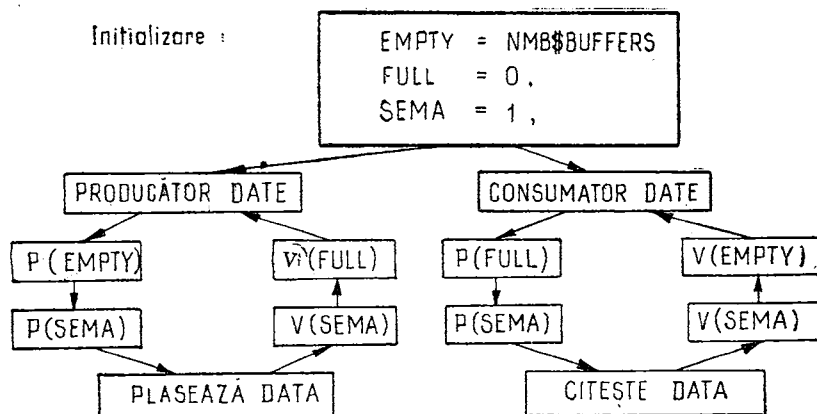 Initializare :
EMPTY = NMB$BUFFERS
FULL = 0,
SEMA = 1,
PRODUCĂTOR DATE
CONSUMATOR DATE
P(EMPTY)
V(FULL)
P(FULL)
V(EMPTY)
P(SEMA)
V(SEMA)
P(SEMA)
V(SEMA)
PLASEAZĂ DATA
CITEȘTE DATA